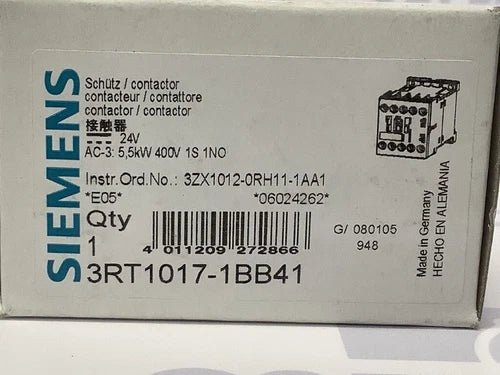 SIEMENS
Schütz / contactor
contacteur / contattore
contactor / contactor
接触器
24V
AC-3: 5,5kW 400V 1S 1NO
Instr.Ord.No.: 3ZX1012-0RH11-1AA1
*E05* *06024262*
Qty
1
4 011209 272866
G/ 080105
948
3RT1017-1BB41
Made in Germany
HECHO EN ALEMANIA